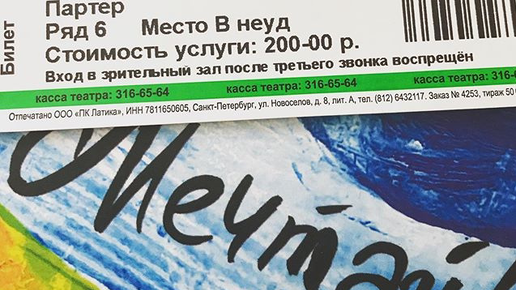 Билет
Партер
Ряд 6 Место В неуд
Стоимость услуги: 200-00 р.
Вход в зрительный зал после третьего звонка воспрещён
касса театра: 316-65-64 касса театра: 316-65-64 касса театра: 316-65-64
Отпечатано ООО «ПК Латика», ИНН 7811650605, Санкт-Петербург, ул. Новоселов, д. 8, лит. А, тел. (812) 6432117. Заказ № 4253, тираж 50
Мечтай